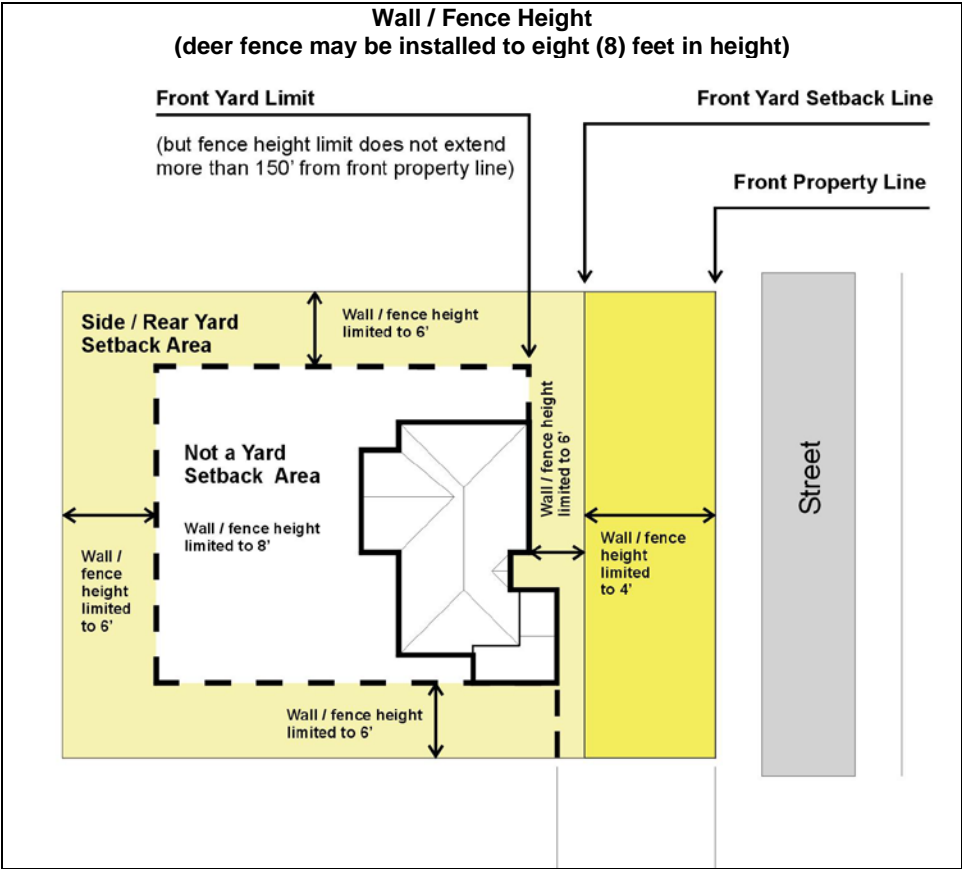 Wall / Fence Height
(deer fence may be installed to eight (8) feet in height)
Front Yard Limit
(but fence height limit does not extend
more than 150' from front property line)
Front Yard Setback Line
Front Property Line
Side / Rear Yard
Setback Area
Wall / fence height
limited to 6'
Wall / fence height
limited to 6'
Not a Yard
Setback Area
Wall / fence height
limited to 8'
Wall /
fence
height
limited
to 6'
Wall / fence
height
limited
to 4'
Street
Wall / fence height
limited to 6'